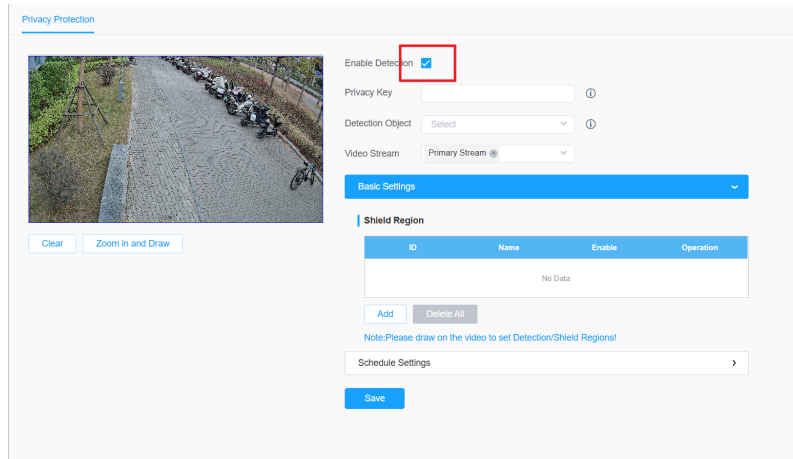 Privacy Protection
Enable Detection
Privacy Key
Detection Object Select
Video Stream Primary Stream
Basic Settings
Shield Region
ID Name Enable Operation
No Data
Add Delete All
Note:Please draw on the video to set Detection/Shield Regions!
Schedule Settings
Save
Clear Zoom in and Draw